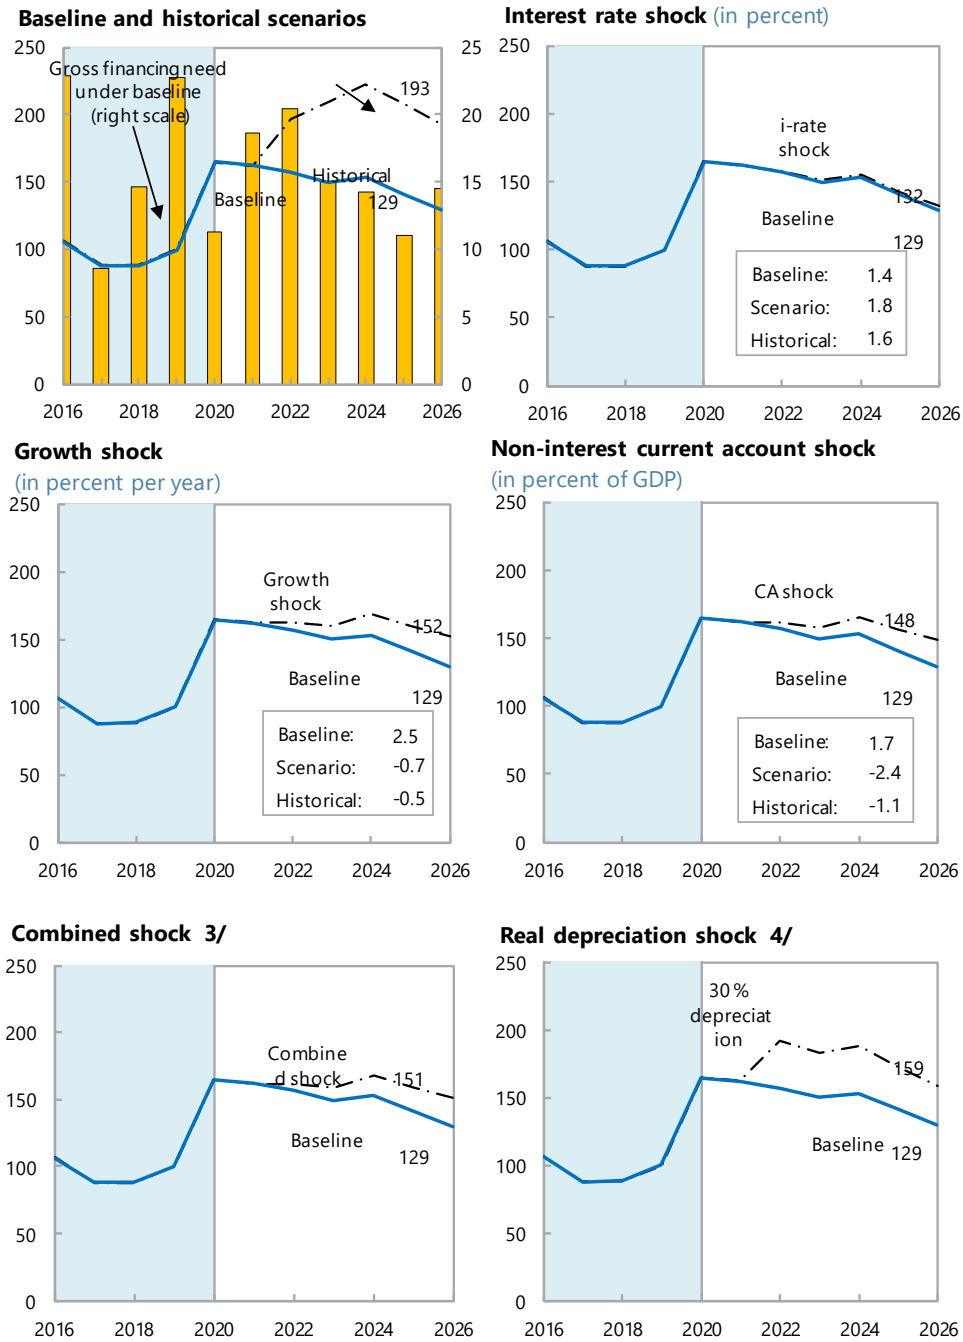 Baseline and historical scenarios
250
200
150
100
50
0
25
20
15
10
5
0
Gross financing need
under baseline
(right scale)
193
Historical
Baseline
129
2016 2018 2020 2022 2024 2026
Interest rate shock (in percent)
250
200
150
100
50
0
i-rate
shock
132
Baseline
129
Baseline: 1.4
Scenario: 1.8
Historical: 1.6
2016 2018 2020 2022 2024 2026
Growth shock
(in percent per year)
250
200
150
100
50
0
Growth
shock
152
Baseline
129
Baseline: 2.5
Scenario: -0.7
Historical: -0.5
2016 2018 2020 2022 2024 2026
Non-interest current account shock
(in percent of GDP)
250
200
150
100
50
0
CA shock
148
Baseline
129
Baseline: 1.7
Scenario: -2.4
Historical: -1.1
2016 2018 2020 2022 2024 2026
Combined shock 3/
250
200
150
100
50
0
Combine
d shock
151
Baseline
129
2016 2018 2020 2022 2024 2026
Real depreciation shock 4/
250
200
150
100
50
0
30%
depreciat
ion
159
Baseline
129
2016 2018 2020 2022 2024 2026